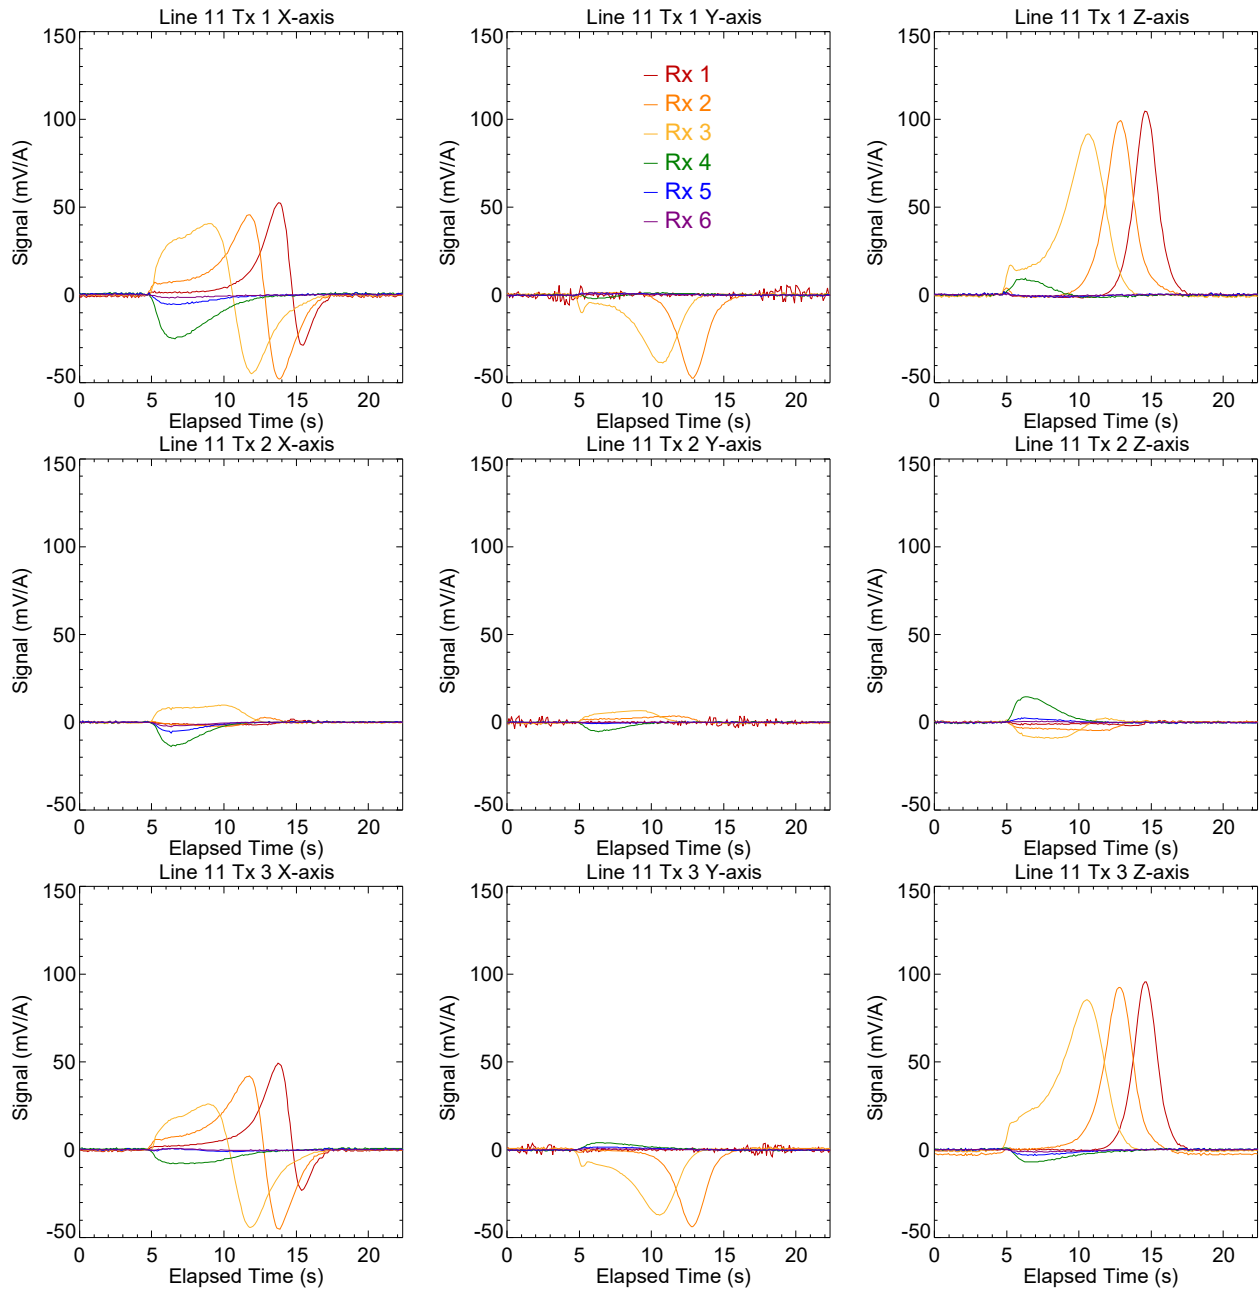 Line 11 Tx 1 X-axis
150
100
50
0
-50
Signal (mV/A)
0 5 10 15 20
Elapsed Time (s)
Line 11 Tx 1 Y-axis
150
100
50
0
-50
Signal (mV/A)
Rx 1
Rx 2
Rx 3
Rx 4
Rx 5
Rx 6
0 5 10 15 20
Elapsed Time (s)
Line 11 Tx 1 Z-axis
150
100
50
0
-50
Signal (mV/A)
0 5 10 15 20
Elapsed Time (s)
Line 11 Tx 2 X-axis
150
100
50
0
-50
Signal (mV/A)
0 5 10 15 20
Elapsed Time (s)
Line 11 Tx 2 Y-axis
150
100
50
0
-50
Signal (mV/A)
0 5 10 15 20
Elapsed Time (s)
Line 11 Tx 2 Z-axis
150
100
50
0
-50
Signal (mV/A)
0 5 10 15 20
Elapsed Time (s)
Line 11 Tx 3 X-axis
150
100
50
0
-50
Signal (mV/A)
0 5 10 15 20
Elapsed Time (s)
Line 11 Tx 3 Y-axis
150
100
50
0
-50
Signal (mV/A)
0 5 10 15 20
Elapsed Time (s)
Line 11 Tx 3 Z-axis
150
100
50
0
-50
Signal (mV/A)
0 5 10 15 20
Elapsed Time (s)